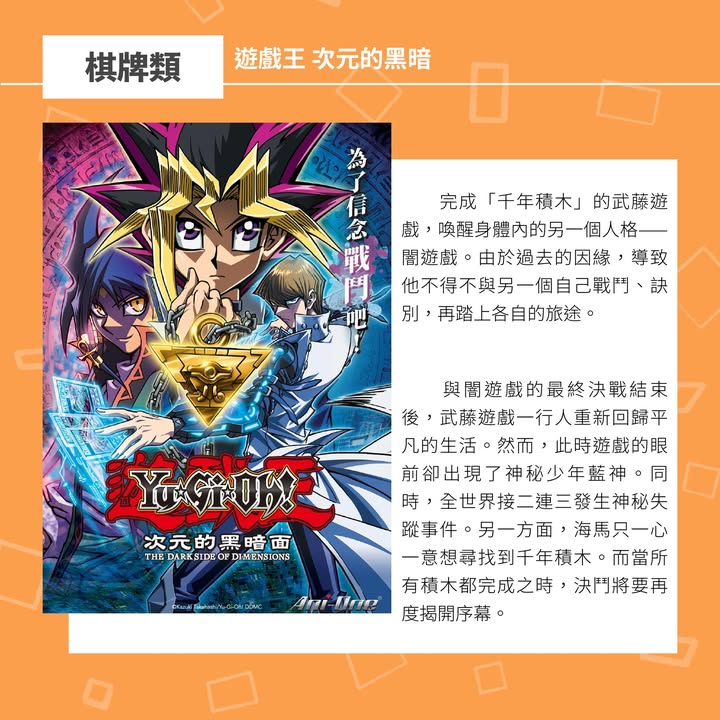 棋牌類
遊戲王 次元的黑暗
為了信念戰鬥吧！
遊戲王
Yu-Gi-Oh!
次元的黑暗面
THE DARK SIDE OF DIMENSIONS
©Kazuki Takahashi/Yu-Gi-Oh! DDMC
Ani-One
完成「千年積木」的武藤遊
戲，喚醒身體內的另一個人格——
闇遊戲。由於過去的因緣，導致
他不得不與另一個自己戰鬥、訣
別，再踏上各自的旅途。
與闇遊戲的最終決戰結束
後，武藤遊戲一行人重新回歸平
凡的生活。然而，此時遊戲的眼
前卻出現了神秘少年藍神。同
時，全世界接二連三發生神秘失
蹤事件。另一方面，海馬只一心
一意想尋找到千年積木。而當所
有積木都完成之時，決鬥將要再
度揭開序幕。